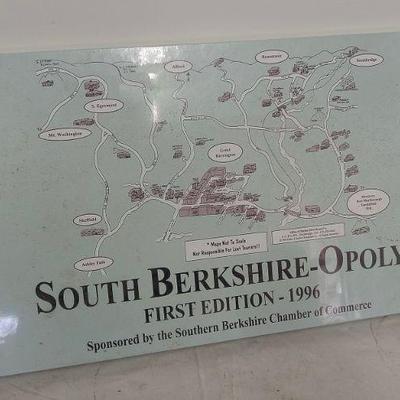 Alford
Housatonic
Stockbridge
S. Egremont
Mt. Washington
Great
Barrington
Sheffield
Ashley Falls
* Maps Not To Scale
Not Responsible For Lost Tourists!!
SOUTH BERKSHIRE-OPOLY
FIRST EDITION - 1996
Sponsored by the Southern Berkshire Chamber of Commerce